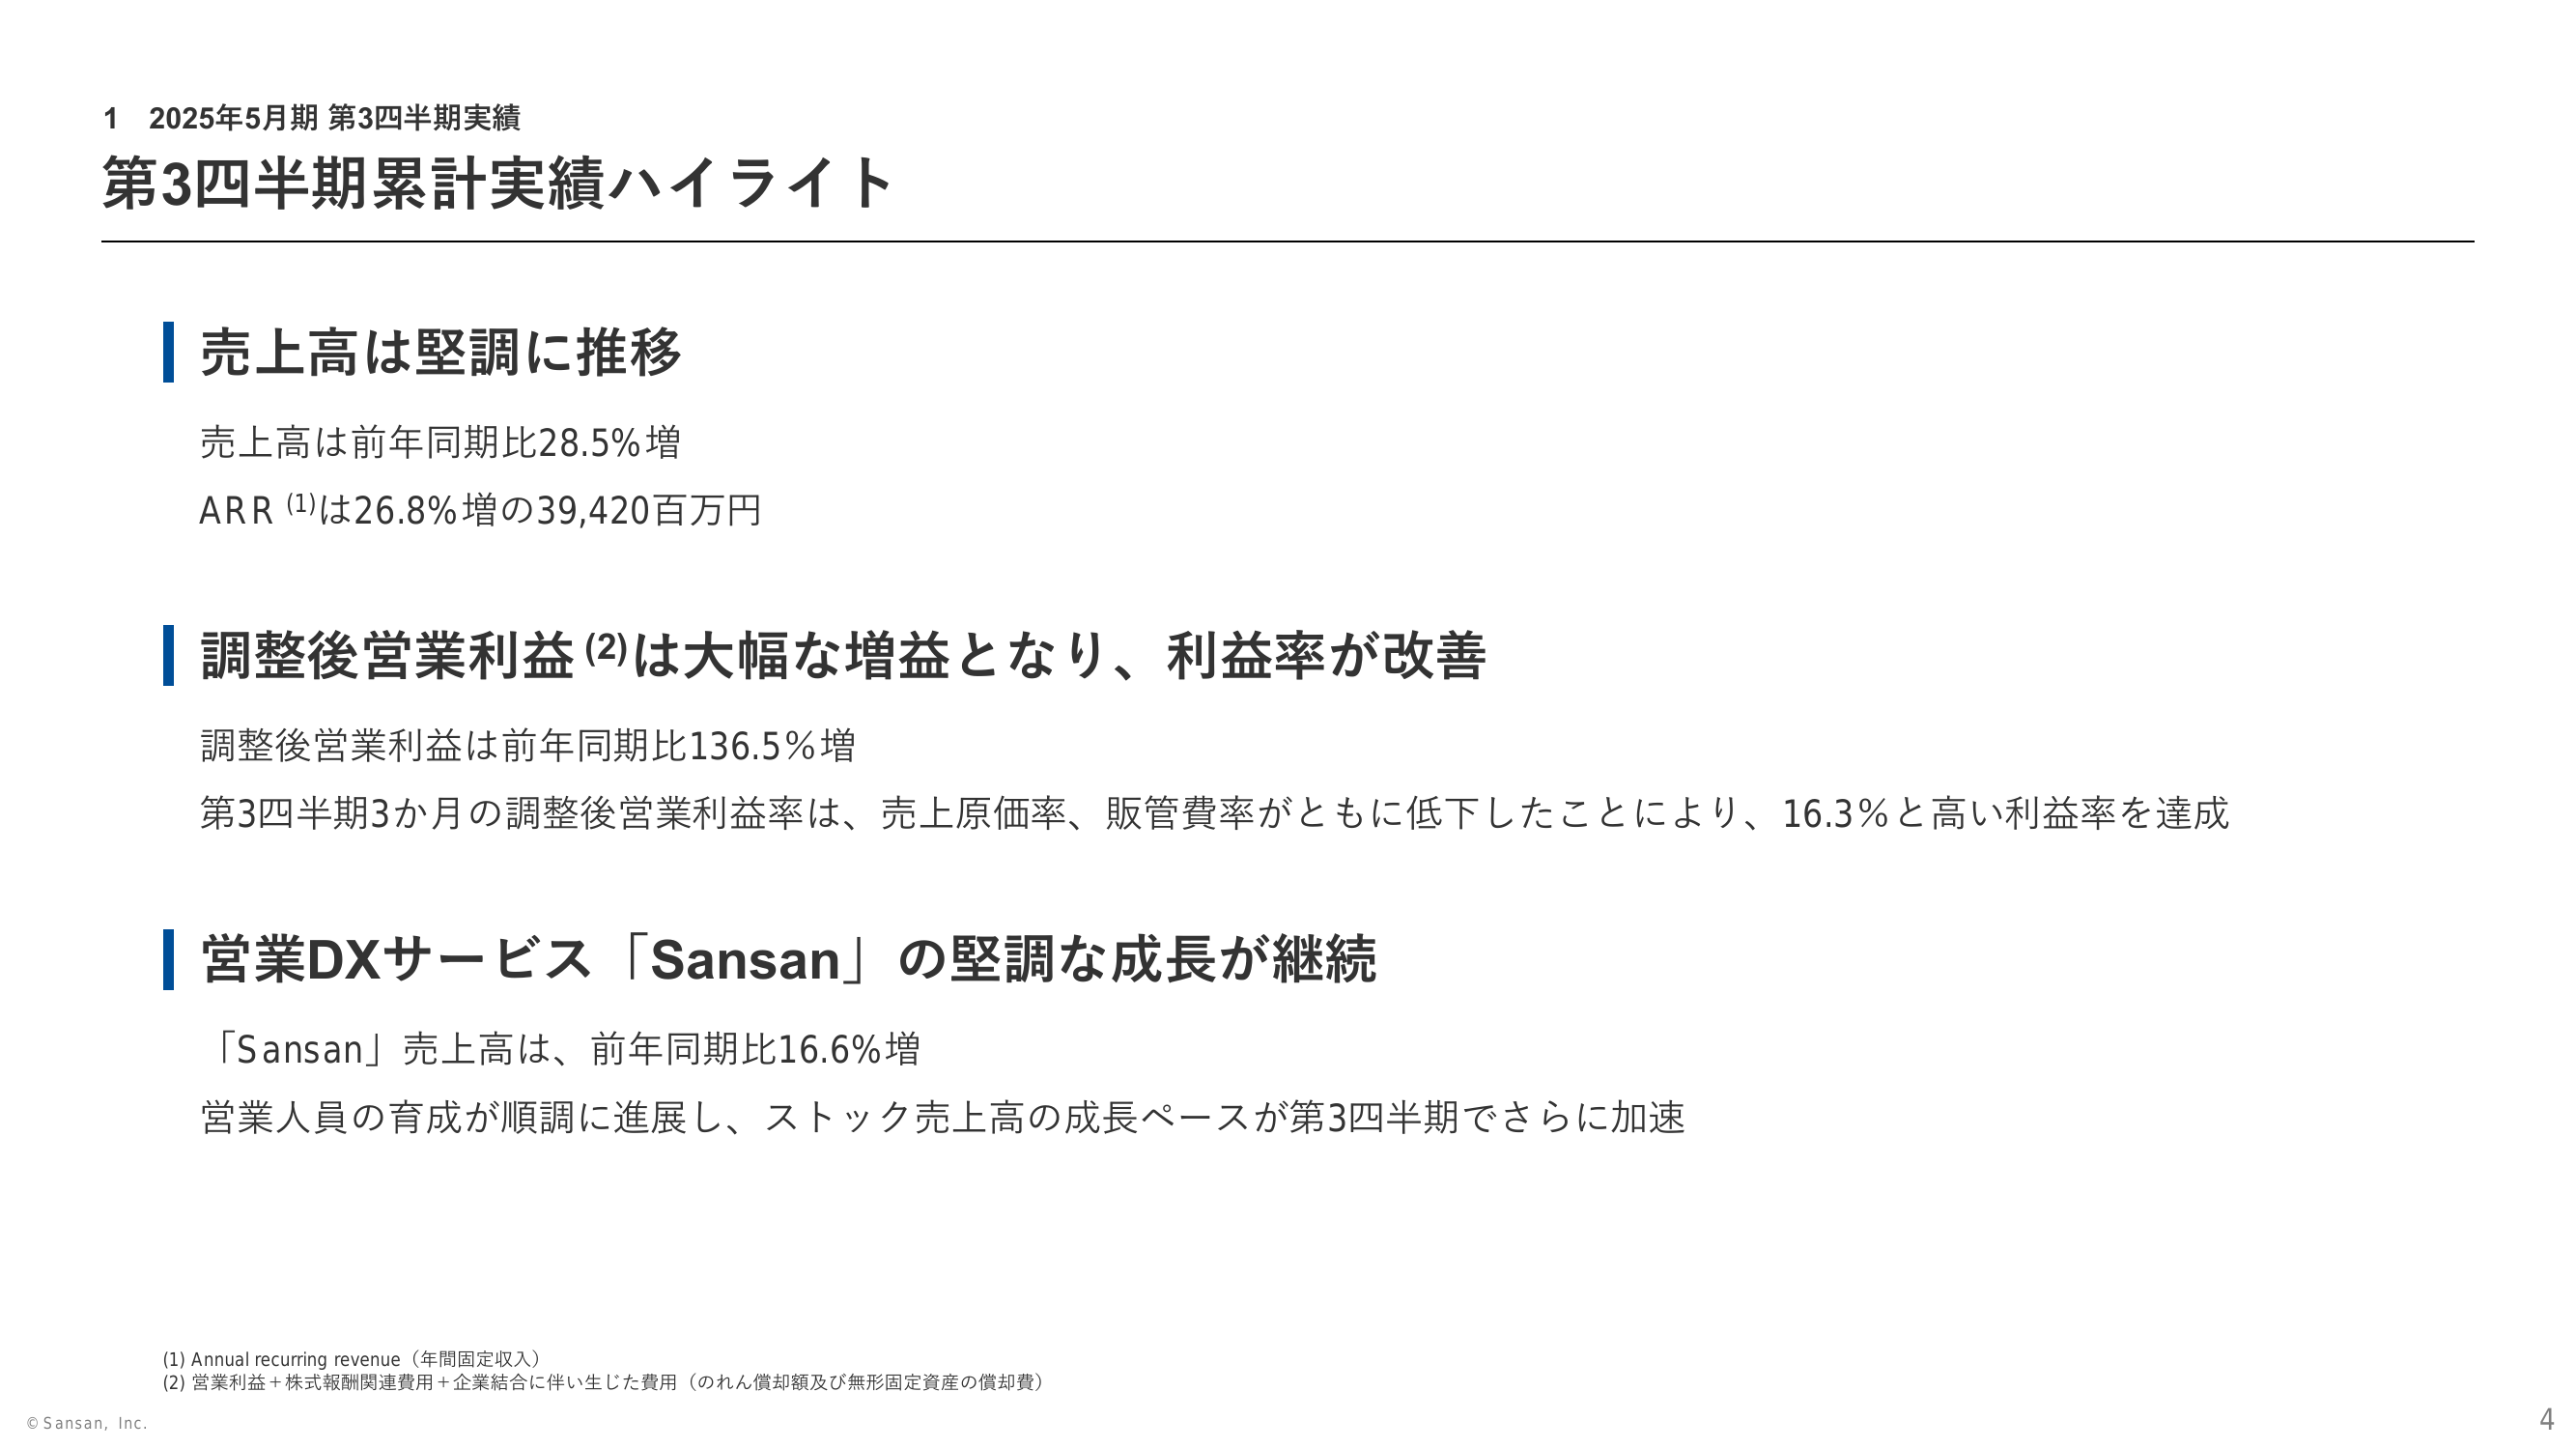 1　2025年5月期 第3四半期実績
第3四半期累計実績ハイライト
売上高は堅調に推移
売上高は前年同期比28.5%増
ARR (1)は26.8%増の39,420百万円
調整後営業利益(2)は大幅な増益となり、利益率が改善
調整後営業利益は前年同期比136.5%増
第3四半期3か月の調整後営業利益率は、売上原価率、販管費率がともに低下したことにより、16.3%と高い利益率を達成
営業DXサービス「Sansan」の堅調な成長が継続
「Sansan」売上高は、前年同期比16.6%増
営業人員の育成が順調に進展し、ストック売上高の成長ペースが第3四半期でさらに加速
(1) Annual recurring revenue（年間固定収入）
(2) 営業利益＋株式報酬関連費用＋企業結合に伴い生じた費用（のれん償却額及び無形固定資産の償却費）
© Sansan, Inc.
4